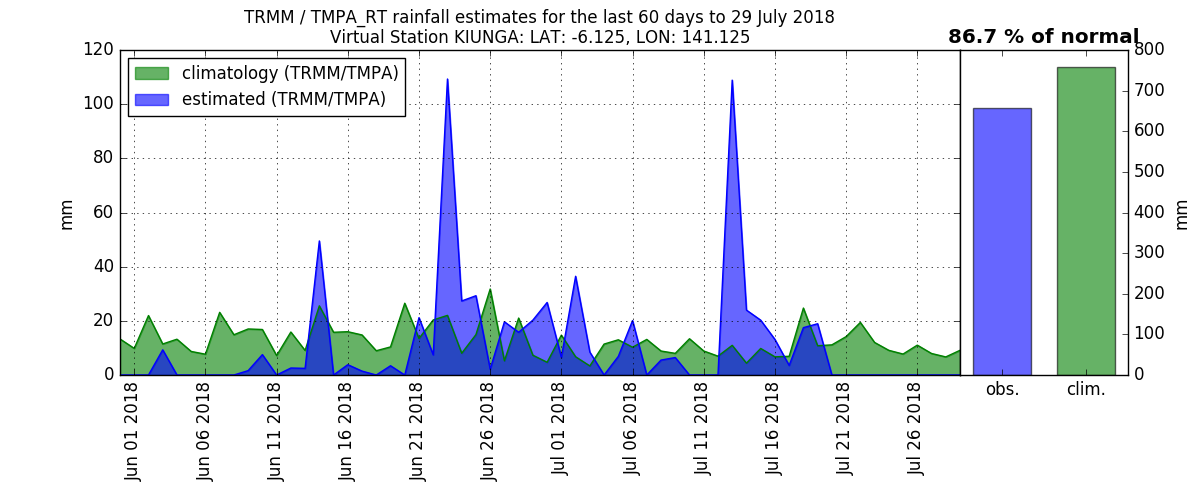 TRMM / TMPA_RT rainfall estimates for the last 60 days to 29 July 2018
Virtual Station KIUNGA: LAT: -6.125, LON: 141.125
86.7 % of normal
climatology (TRMM/TMPA)
estimated (TRMM/TMPA)
mm
120
100
80
60
40
20
0
Jun 01 2018
Jun 06 2018
Jun 11 2018
Jun 16 2018
Jun 21 2018
Jun 26 2018
Jul 01 2018
Jul 06 2018
Jul 11 2018
Jul 16 2018
Jul 21 2018
Jul 26 2018
obs.
clim.
800
700
600
500
400
300
200
100
0
mm